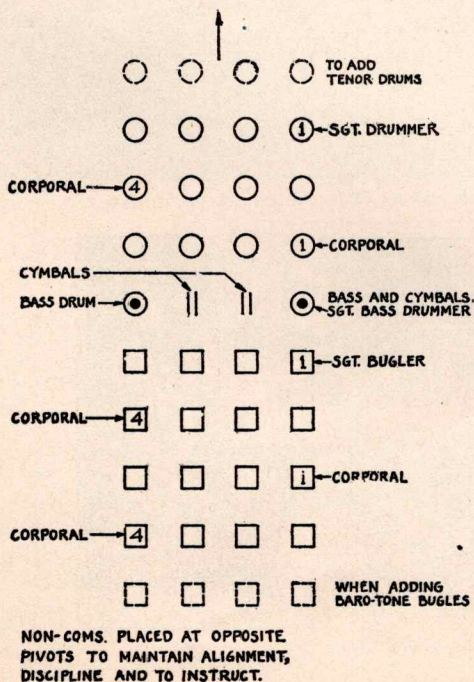 TO ADD
TENOR DRUMS
1 SGT. DRUMMER
CORPORAL 4
1 CORPORAL
CYMBALS
BASS DRUM
BASS AND CYMBALS.
SGT. BASS DRUMMER
1 SGT. BUGLER
CORPORAL 4
1 CORPORAL
CORPORAL 4
WHEN ADDING
BARO-TONE BUGLES
NON-COMS. PLACED AT OPPOSITE
PIVOTS TO MAINTAIN ALIGNMENT,
DISCIPLINE AND TO INSTRUCT.